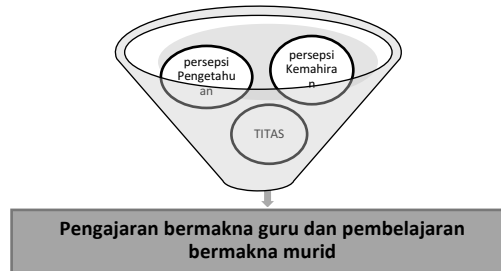 persepsi
Pengetahu
an
persepsi
Kemahira
n
TITAS
Pengajaran bermakna guru dan pembelajaran
bermakna murid